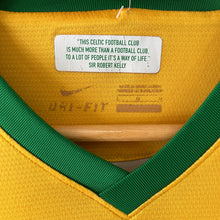 "THIS CELTIC FOOTBALL CLUB
IS MUCH MORE THAN A FOOTBALL CLUB,
TO A LOT OF PEOPLE IT'S A WAY OF LIFE."
SIR ROBERT KELLY
DRI-FIT